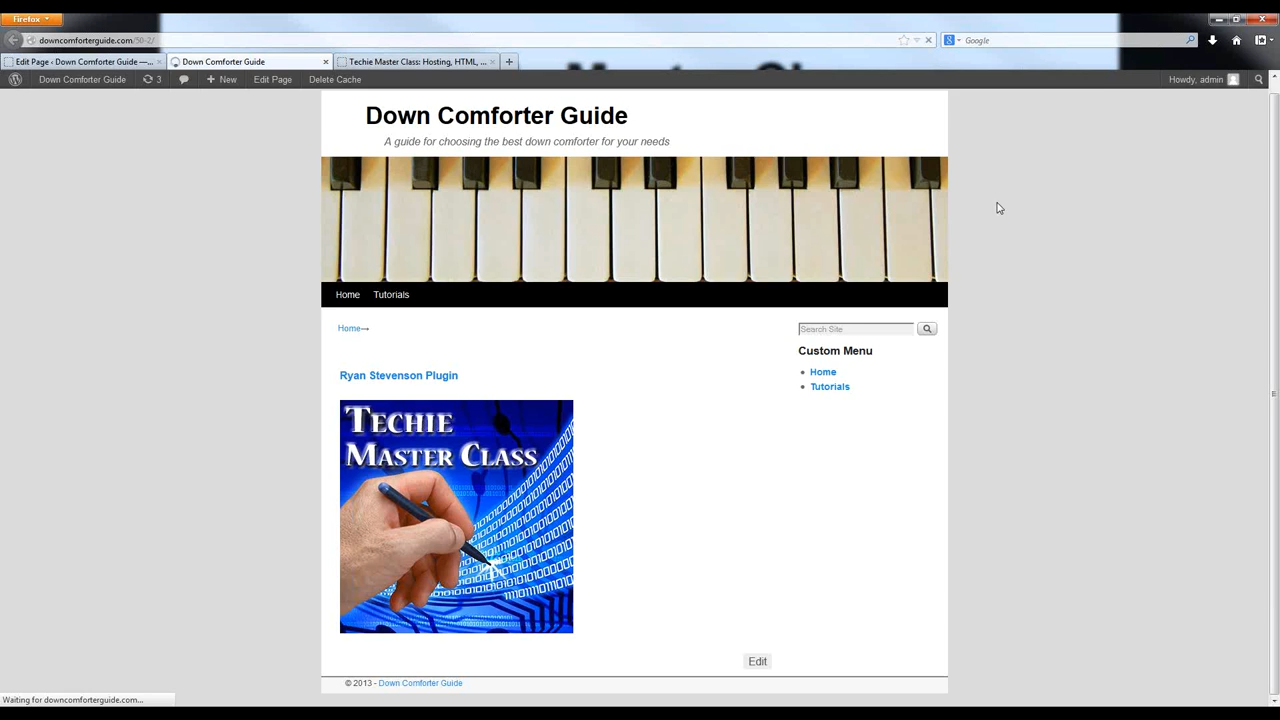 Firefox
downcomforterguide.com/50-2/
Google
Edit Page ‹ Down Comforter Guide —...
Down Comforter Guide
Techie Master Class: Hosting, HTML, ...
Down Comforter Guide
3
New
Edit Page
Delete Cache
Howdy, admin
Down Comforter Guide
A guide for choosing the best down comforter for your needs
Home
Tutorials
Home→
Search Site
Custom Menu
Home
Tutorials
Ryan Stevenson Plugin
TECHIE
MASTER CLASS
Edit
© 2013 - Down Comforter Guide
Waiting for downcomforterguide.com...